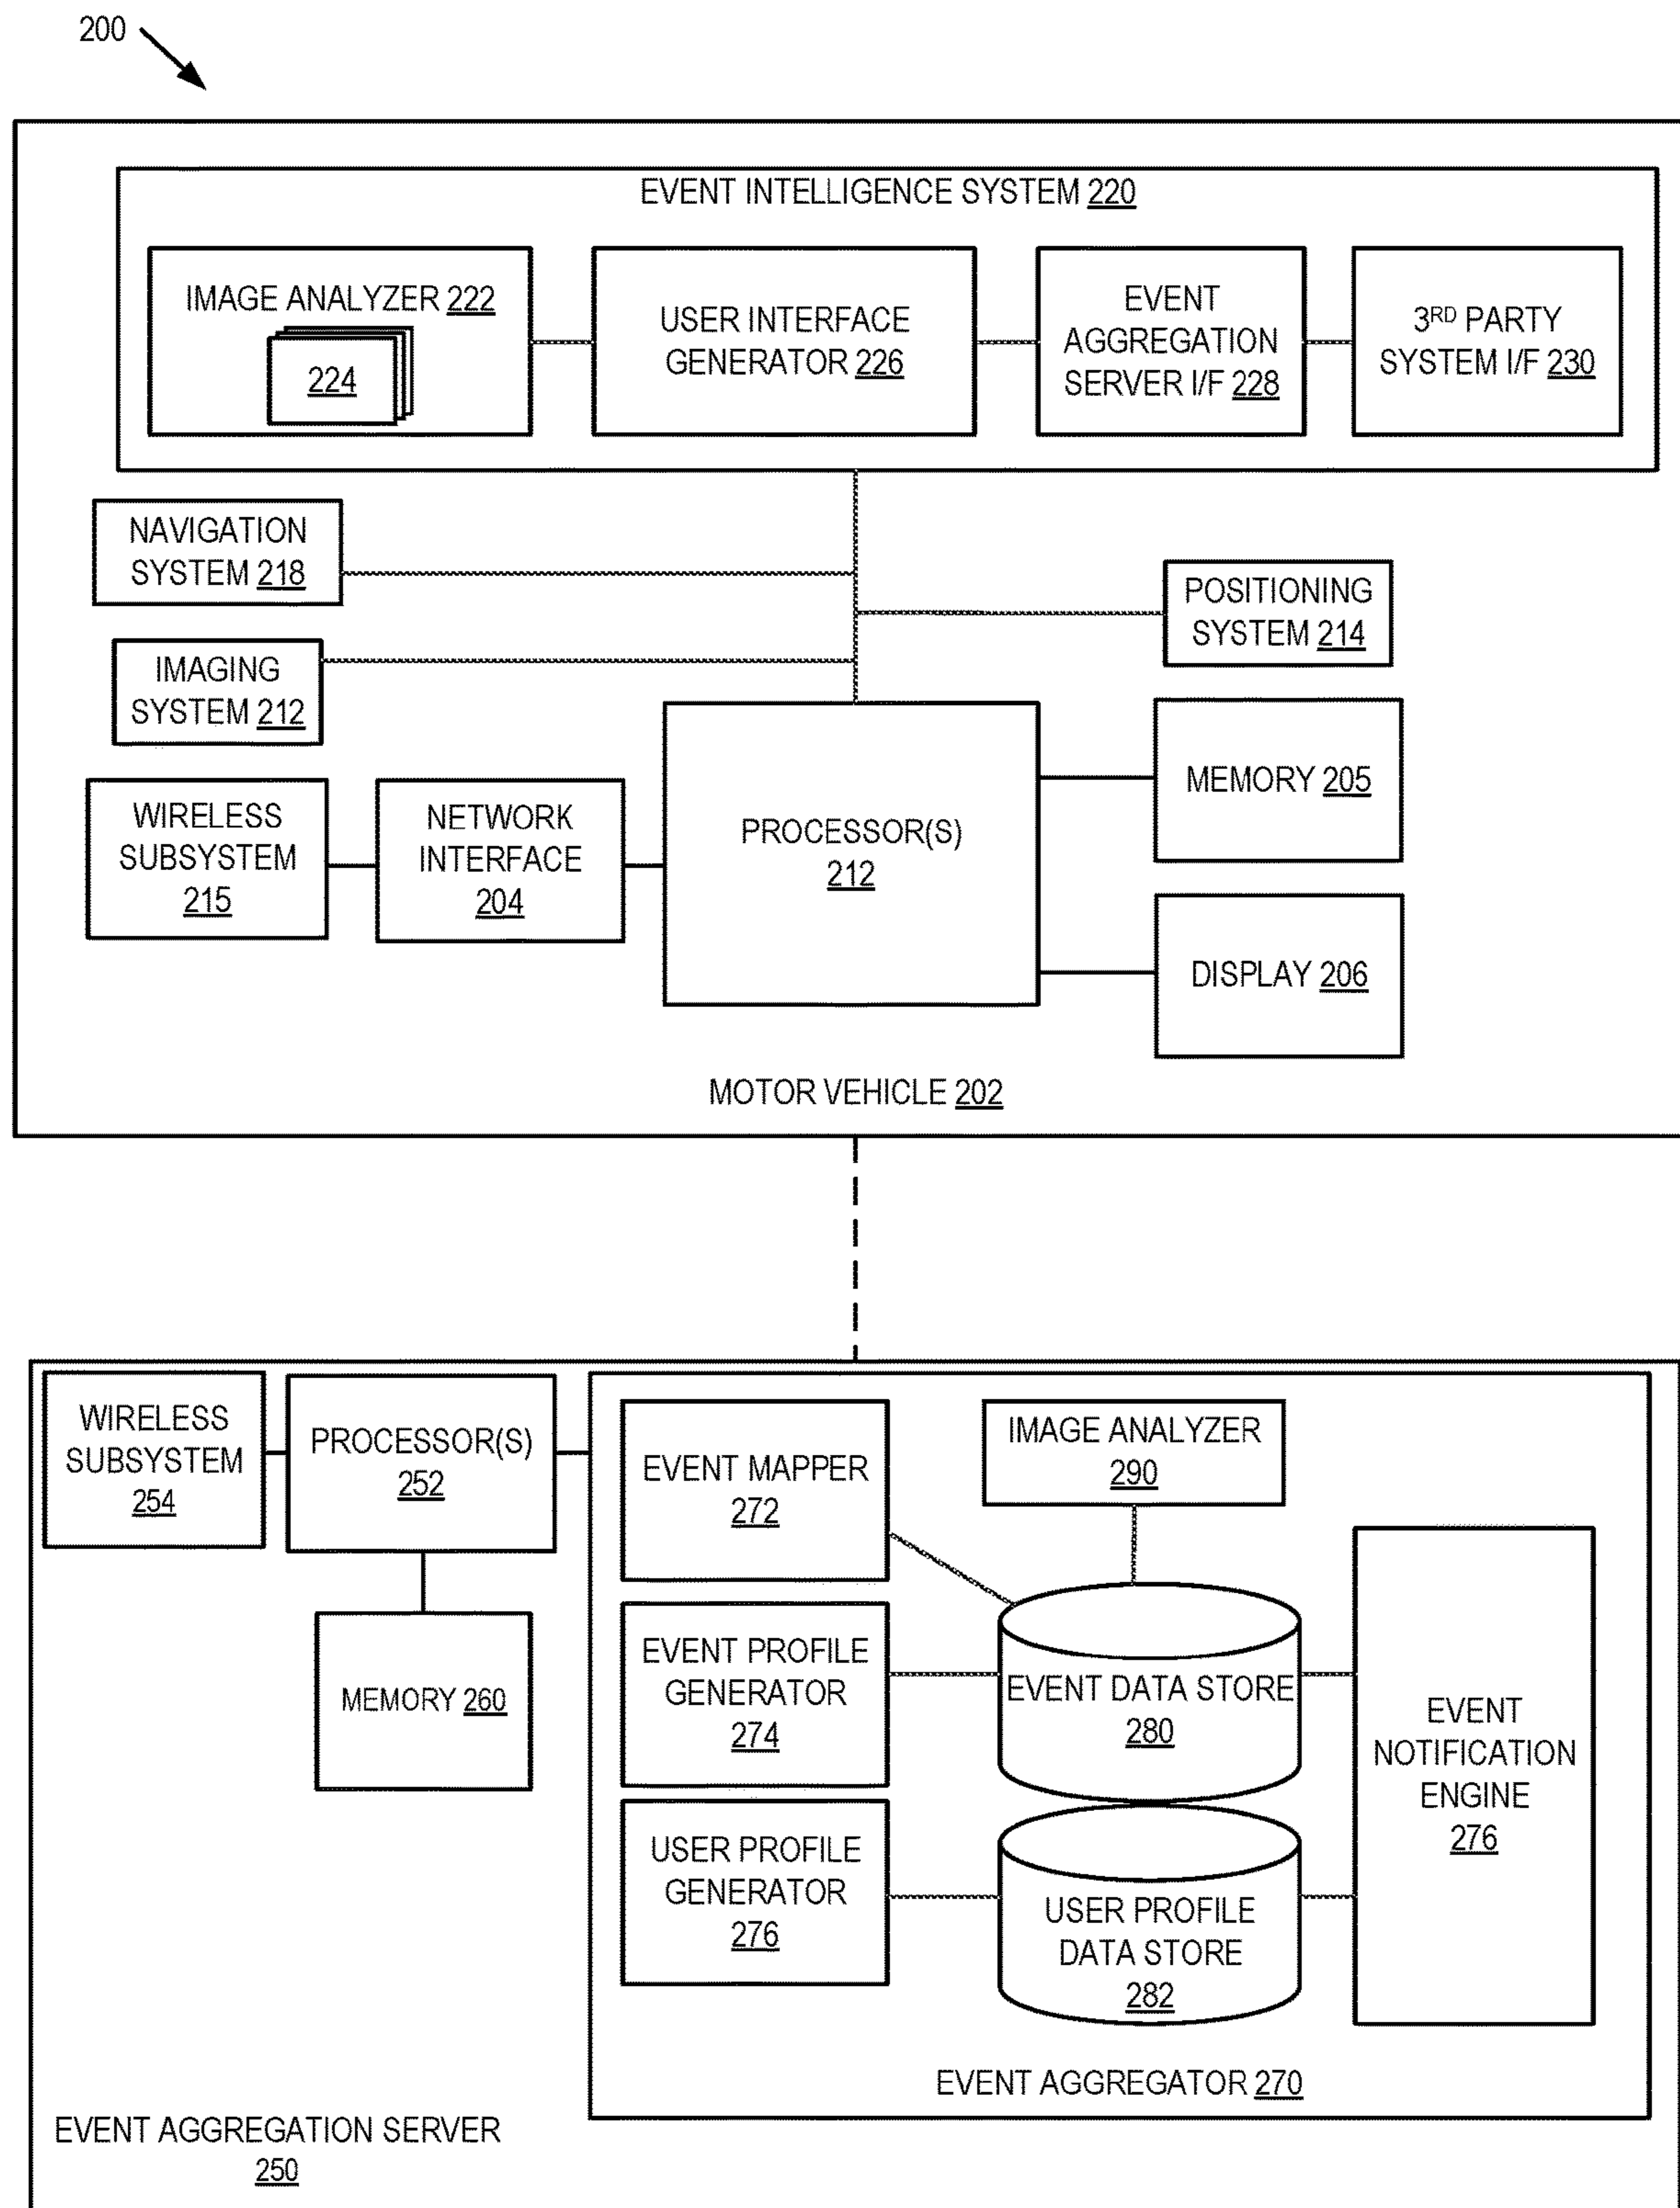 200
EVENT INTELLIGENCE SYSTEM 220
IMAGE ANALYZER 222
224
USER INTERFACE
GENERATOR 226
EVENT
AGGREGATION
SERVER I/F 228
3RD PARTY
SYSTEM I/F 230
NAVIGATION
SYSTEM 218
POSITIONING
SYSTEM 214
IMAGING
SYSTEM 212
WIRELESS
SUBSYSTEM
215
NETWORK
INTERFACE
204
PROCESSOR(S)
212
MEMORY 205
DISPLAY 206
MOTOR VEHICLE 202
WIRELESS
SUBSYSTEM
254
PROCESSOR(S)
252
MEMORY 260
EVENT MAPPER
272
IMAGE ANALYZER
290
EVENT PROFILE
GENERATOR
274
EVENT DATA STORE
280
USER PROFILE
GENERATOR
276
USER PROFILE
DATA STORE
282
EVENT
NOTIFICATION
ENGINE
276
EVENT AGGREGATOR 270
EVENT AGGREGATION SERVER
250